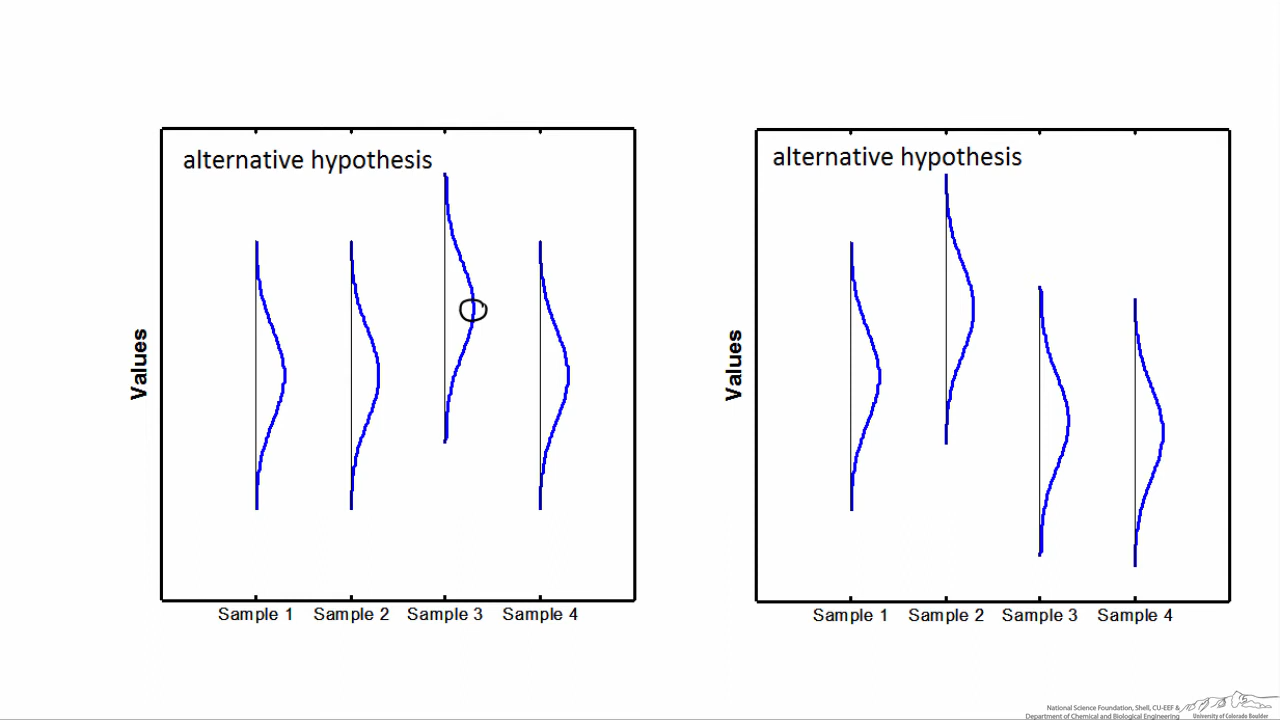 alternative hypothesis
Values
Sample 1 Sample 2 Sample 3 Sample 4
alternative hypothesis
Values
Sample 1 Sample 2 Sample 3 Sample 4
National Science Foundation, Shell, CU-EEF &
Department of Chemical and Biological Engineering
University of Colorado Boulder